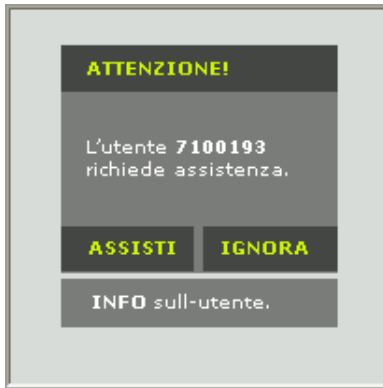 ATTENZIONE!
L'utente 7100193
richiede assistenza.
ASSISTI IGNORA
INFO sull-utente.